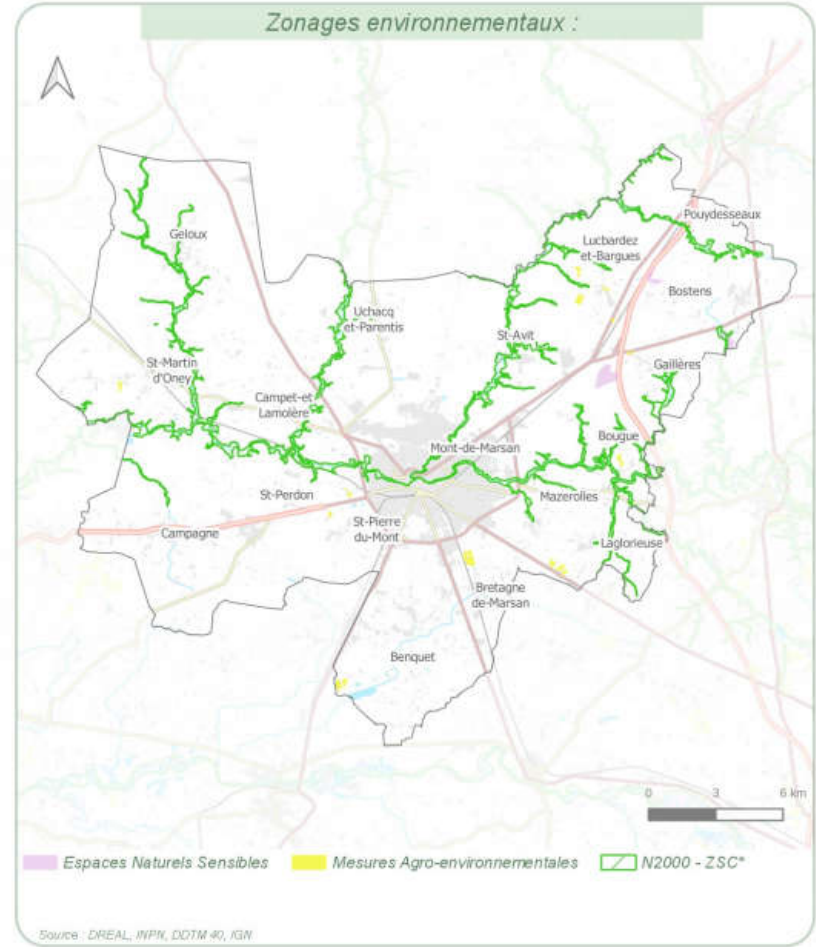 Zonages environnementaux :
Pouydesseaux
Geloux
Lucbardez
et-Bargues
Bostens
Uchacq
et-Parentis
St-Avit
St-Martin
d'Oney
Gaillères
Campet-et
Lamolère
Bougue
Mont-de-Marsan
St-Perdon
Mazerolles
Campagne
St-Pierre
du-Mont
Laglorieuse
Bretagne
de-Marsan
Benquet
0 3 6 km
Espaces Naturels Sensibles Mesures Agro-environnementales N2000 - ZSC*
Source : DREAL, INPN, DDTM 40, IGN